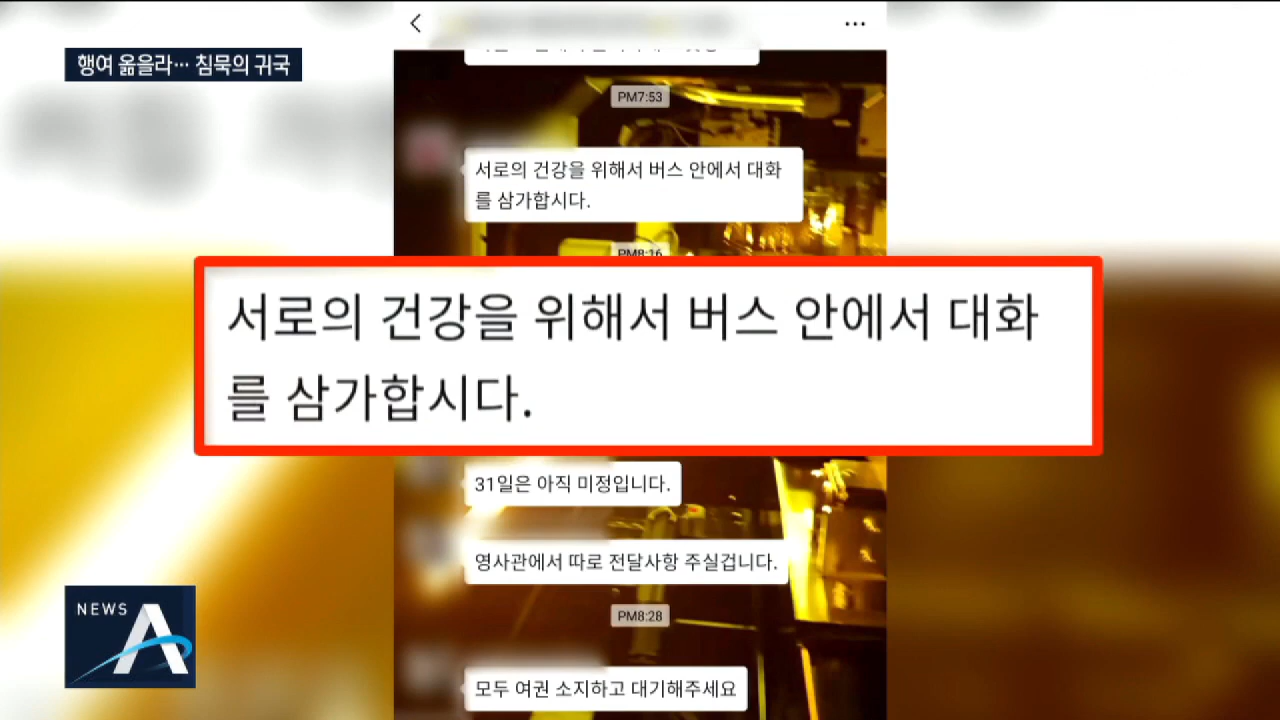 행여 옮을라… 침묵의 귀국
PM7:53
서로의 건강을 위해서 버스 안에서 대화
를 삼가합시다.
PM8:16
서로의 건강을 위해서 버스 안에서 대화
를 삼가합시다.
31일은 아직 미정입니다.
영사관에서 따로 전달사항 주실겁니다.
PM8:28
모두 여권 소지하고 대기해주세요
NEWS A